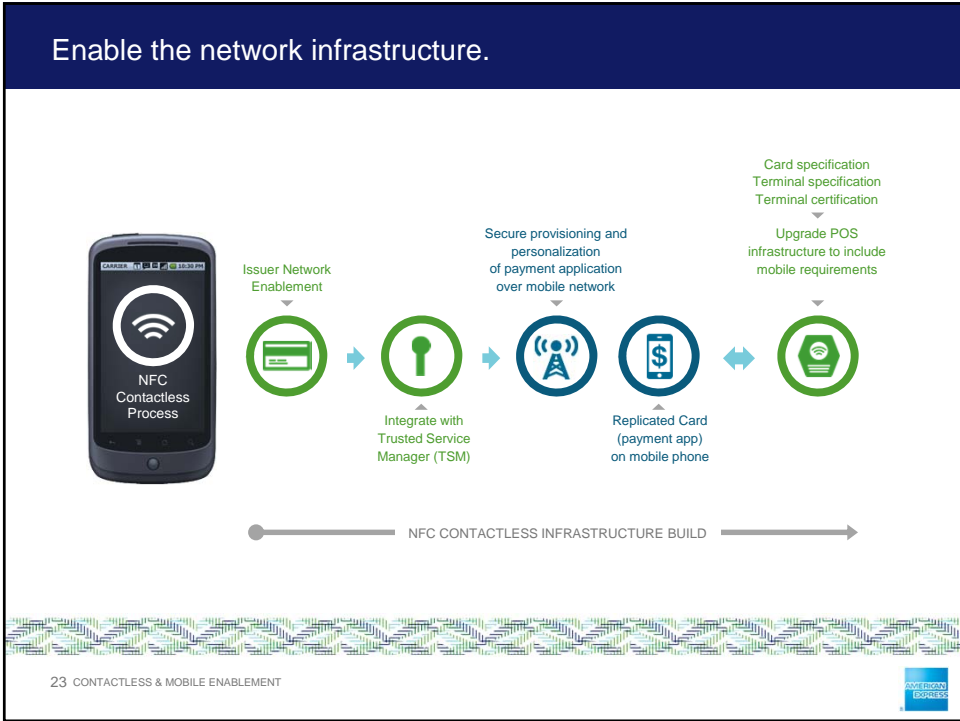 Enable the network infrastructure.
Card specification
Terminal specification
Terminal certification
Upgrade POS
infrastructure to include
mobile requirements
Secure provisioning and
personalization
of payment application
over mobile network
Issuer Network
Enablement
CARRIER 10:30 PM
NFC
Contactless
Process
$
Integrate with
Trusted Service
Manager (TSM)
Replicated Card
(payment app)
on mobile phone
NFC CONTACTLESS INFRASTRUCTURE BUILD
23 CONTACTLESS & MOBILE ENABLEMENT
AMERICAN
EXPRESS
®